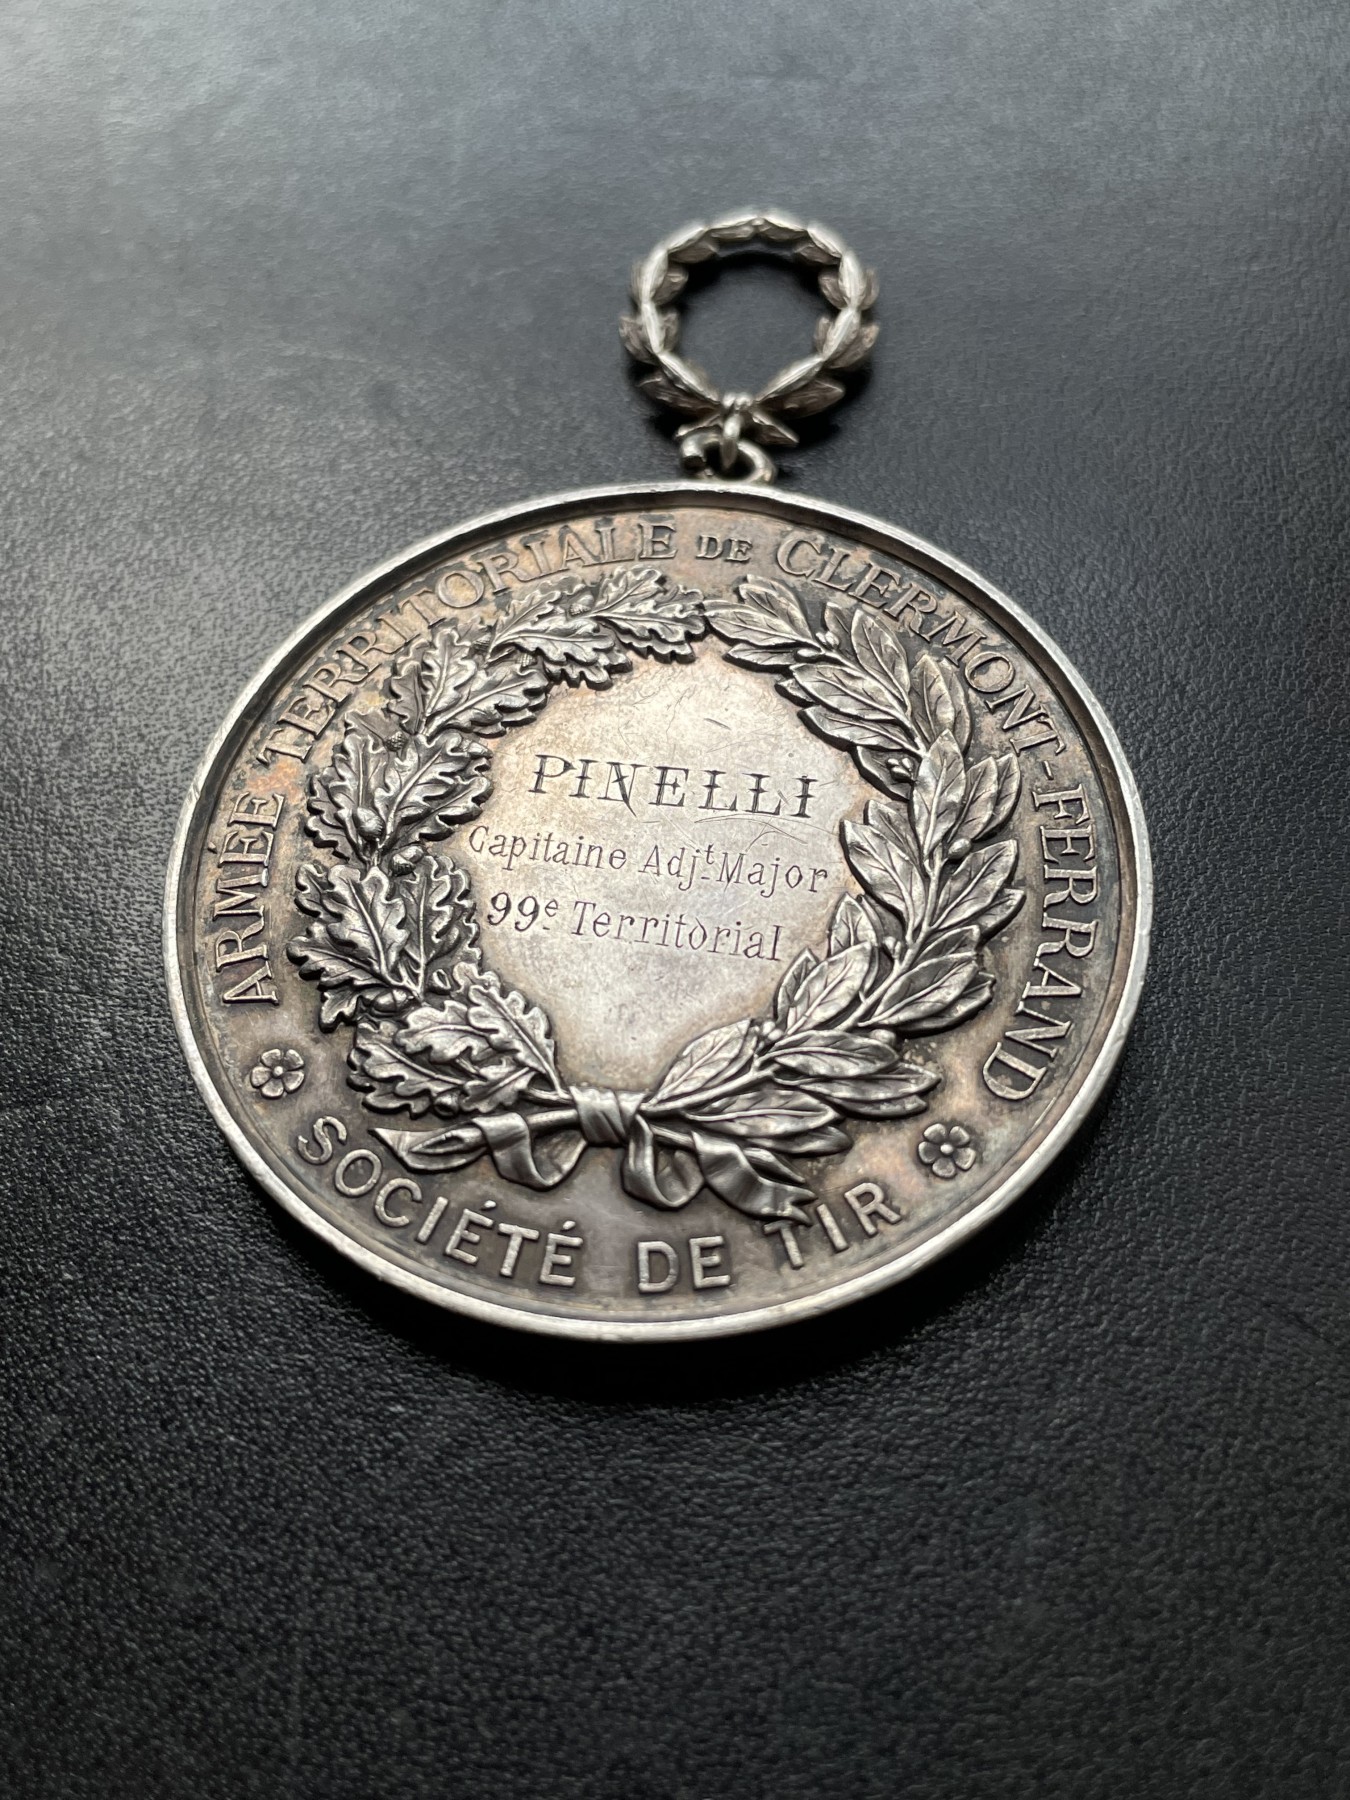 ARMÉE TERRITORIALE DE CLERMONT-FERRAND
PINELLI
Capitaine Adjt. Major
99e Territorial
SOCIÉTÉ DE TIR